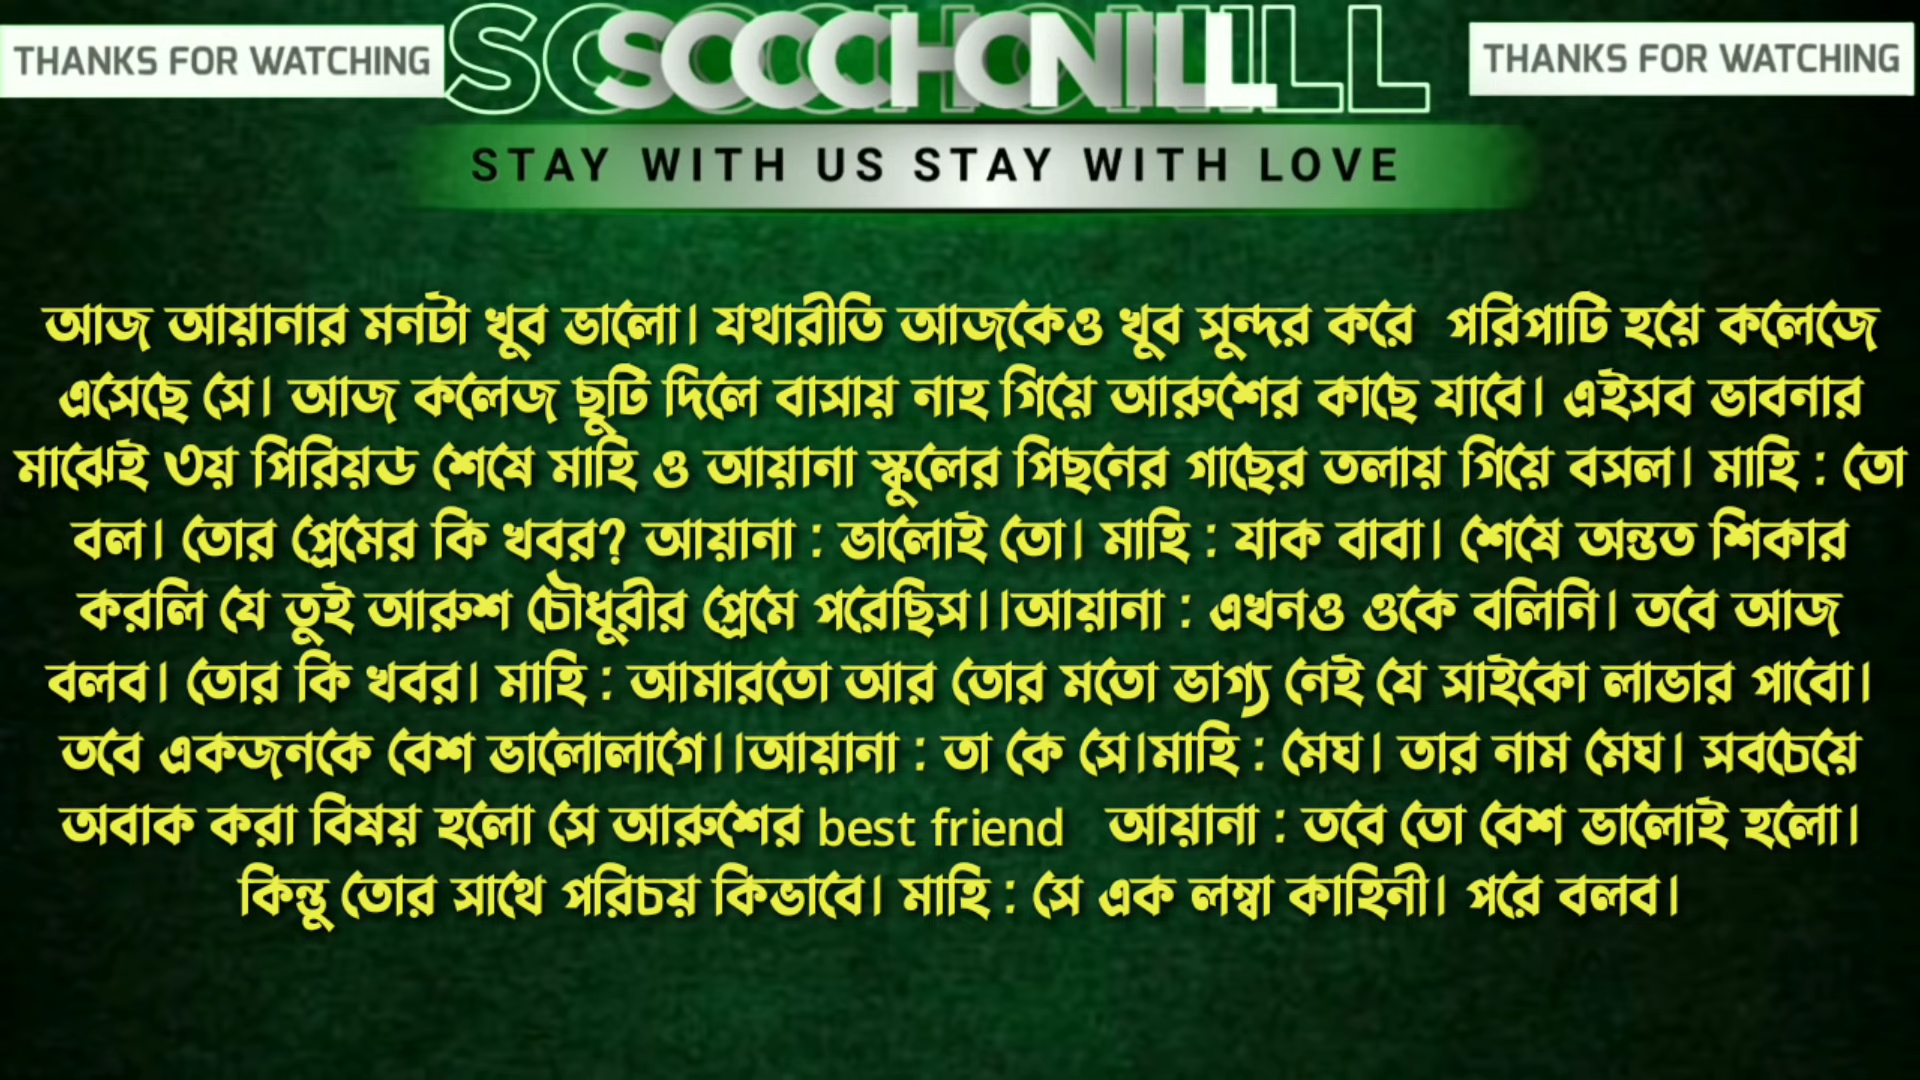 THANKS FOR WATCHING
THANKS FOR WATCHING
STAY WITH US STAY WITH LOVE
আজ আয়ানার মনটা খুব ভালো। যথারীতি আজকেও খুব সুন্দর করে পরিপাটি হয়ে কলেজে
এসেছে সে। আজ কলেজ ছুটি দিলে বাসায় নাহ গিয়ে আরুশের কাছে যাবে। এইসব ভাবনার
মাঝেই ৩য় পিরিয়ড শেষে মাহি ও আয়ানা স্কুলের পিছনের গাছের তলায় গিয়ে বসল। মাহি : তো
বল। তোর প্রেমের কি খবর? আয়ানা : ভালোই তো। মাহি : যাক বাবা। শেষে অন্তত শিকার
করলি যে তুই আরুশ চৌধুরীর প্রেমে পরেছিস।।আয়ানা : এখনও ওকে বলিনি। তবে আজ
বলব। তোর কি খবর। মাহি : আমারতো আর তোর মতো ভাগ্য নেই যে সাইকো লাভার পাবো।
তবে একজনকে বেশ ভালোলাগে।।আয়ানা : তা কে সে।মাহি : মেঘ। তার নাম মেঘ। সবচেয়ে
অবাক করা বিষয় হলো সে আরুশের best friend আয়ানা : তবে তো বেশ ভালোই হলো।
কিন্তু তোর সাথে পরিচয় কিভাবে। মাহি : সে এক লম্বা কাহিনী। পরে বলব।